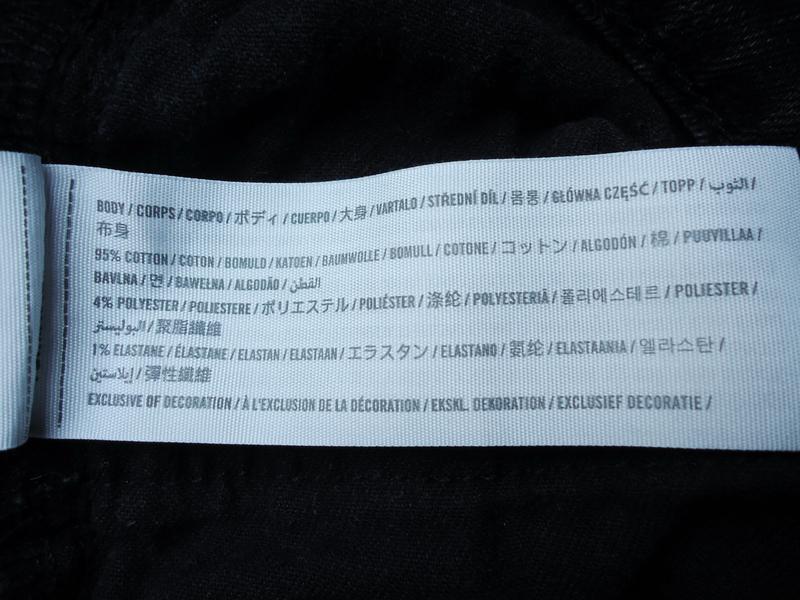 BODY / CORPS / CORPO / ボディ / CUERPO / 大身 / VARTALO / STŘEDNÍ DÍL / 몸통 / GŁÓWNA CZĘŚĆ / TOPP / الثوب /
布身
95% COTTON / COTON / BOMULD / KATOEN / BAUMWOLLE / BOMULL / COTONE / コットン / ALGODÓN / 棉 / PUUVILLAA /
BAVLNA / 면 / BAWEŁNA / ALGODÃO / القطن /
4% POLYESTER / POLIESTERE / ポリエステル / POLIÉSTER / 涤纶 / POLYESTERIÄ / 폴리에스테르 / POLIESTER /
البوليستر / 聚脂纖維
1% ELASTANE / ÉLASTANE / ELASTAN / ELASTAAN / エラスタン / ELASTANO / 氨纶 / ELASTAANIA / 엘라스탄 /
إيلاستين / 彈性纖維
EXCLUSIVE OF DECORATION / À L'EXCLUSION DE LA DÉCORATION / EKSKL. DEKORATION / EXCLUSIEF DECORATIE /